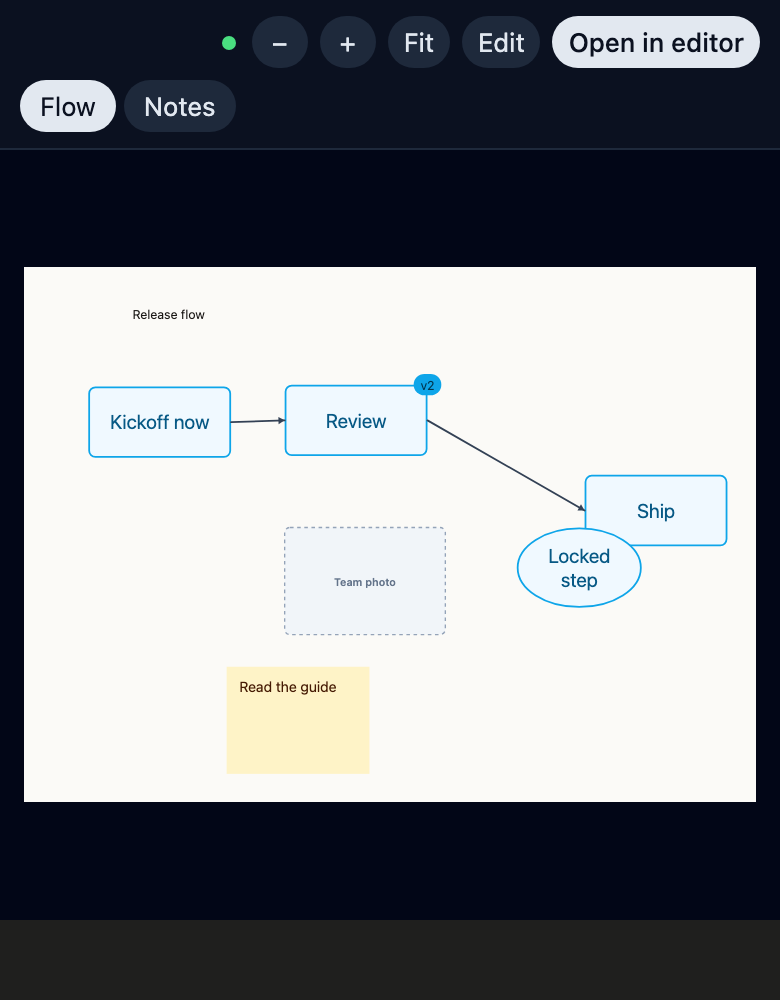 − + Fit Edit Open in editor
Flow Notes
Release flow
v2
Kickoff now
Review
Ship
Locked
step
Team photo
Read the guide